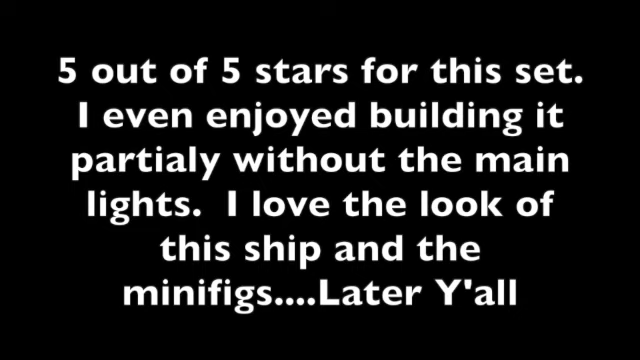 5 out of 5 stars for this set.
I even enjoyed building it
partialy without the main
lights.  I love the look of
this ship and the
minifigs....Later Y'all